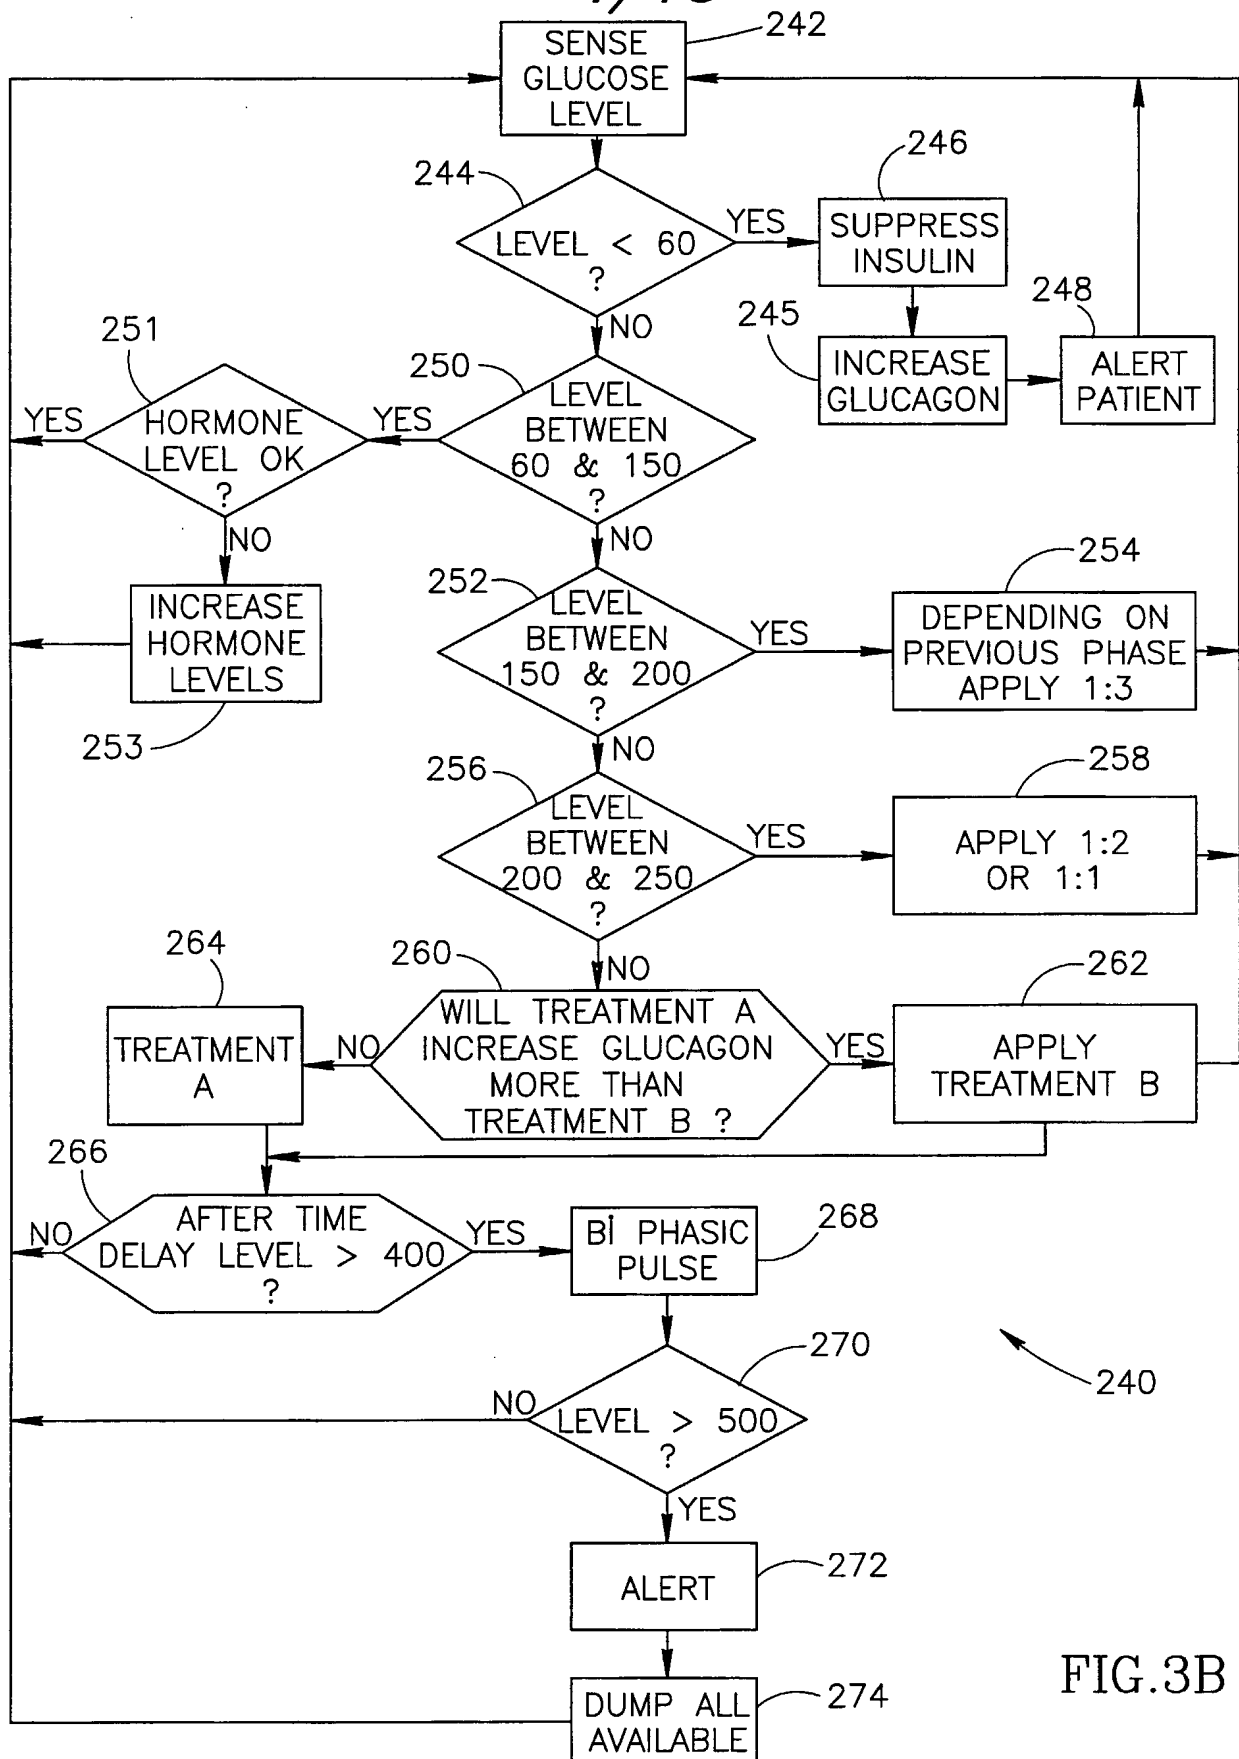 242
SENSE
GLUCOSE
LEVEL
244
LEVEL < 60
?
YES
NO
246
SUPPRESS
INSULIN
245
INCREASE
GLUCAGON
248
ALERT
PATIENT
250
LEVEL
BETWEEN
60 & 150
?
YES
NO
251
HORMONE
LEVEL OK
?
YES
NO
INCREASE
HORMONE
LEVELS
253
252
LEVEL
BETWEEN
150 & 200
?
YES
NO
254
DEPENDING ON
PREVIOUS PHASE
APPLY 1:3
256
LEVEL
BETWEEN
200 & 250
?
YES
NO
258
APPLY 1:2
OR 1:1
260
WILL TREATMENT A
INCREASE GLUCAGON
MORE THAN
TREATMENT B ?
NO
YES
264
TREATMENT
A
262
APPLY
TREATMENT B
266
AFTER TIME
DELAY LEVEL > 400
?
NO
YES
268
BI PHASIC
PULSE
270
LEVEL > 500
?
NO
YES
240
272
ALERT
274
DUMP ALL
AVAILABLE
FIG.3B